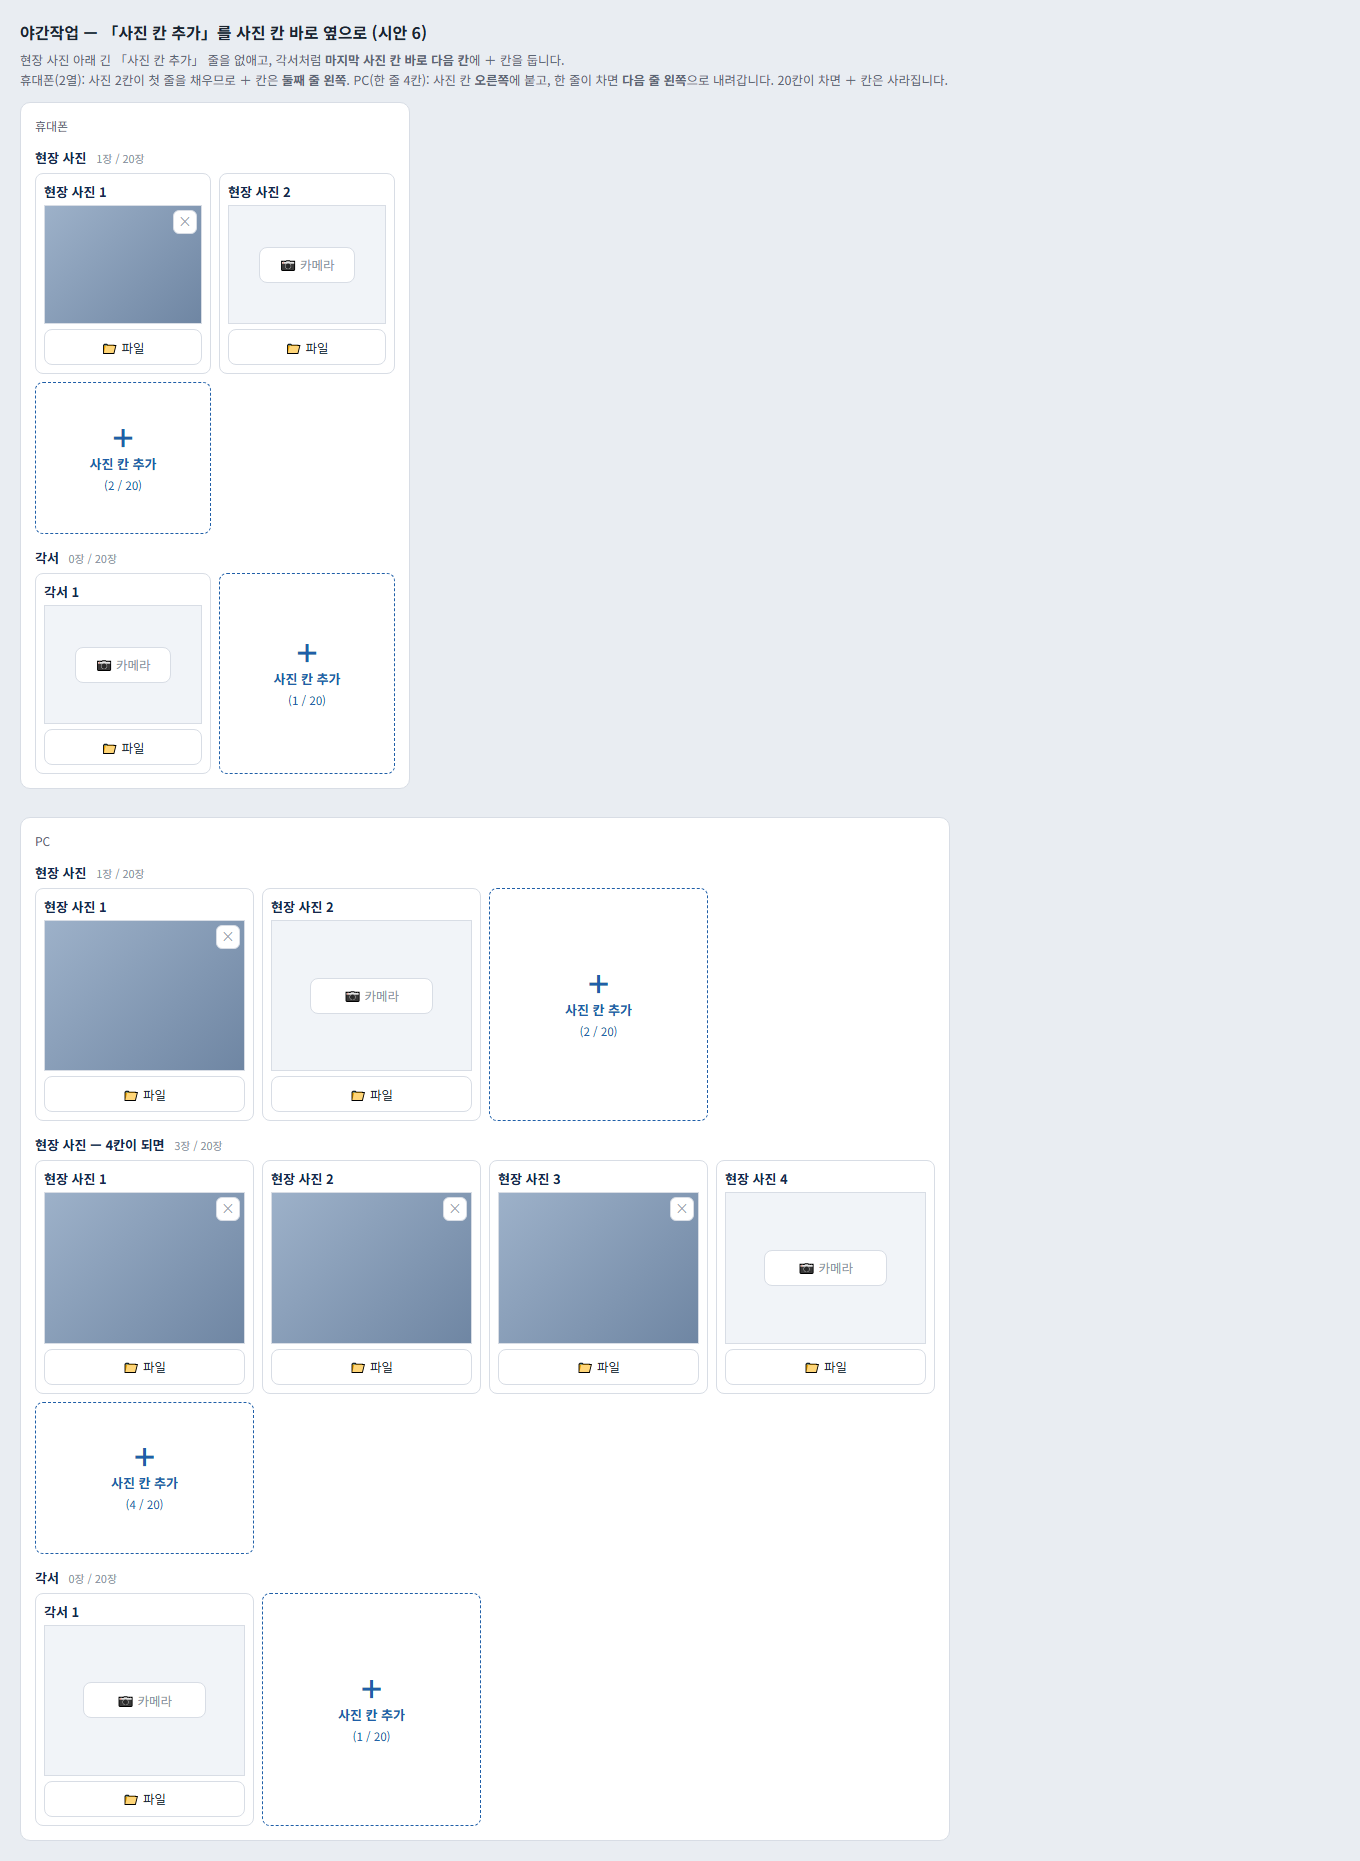 야간작업 — 「사진 칸 추가」를 사진 칸 바로 옆으로 (시안 6)
현장 사진 아래 긴 「사진 칸 추가」 줄을 없애고, 각서처럼 마지막 사진 칸 바로 다음 칸에 + 칸을 둡니다.
휴대폰(2열): 사진 2칸이 첫 줄을 채우므로 + 칸은 둘째 줄 왼쪽. PC(한 줄 4칸): 사진 칸 오른쪽에 붙고, 한 줄이 차면 다음 줄 왼쪽으로 내려갑니다. 20칸이 차면 + 칸은 사라집니다.
휴대폰
현장 사진 1장 / 20장
현장 사진 1 현장 사진 2
×
카메라
파일 파일
+
사진 칸 추가
(2 / 20)
각서 0장 / 20장
각서 1
카메라
파일
+
사진 칸 추가
(1 / 20)
PC
현장 사진 1장 / 20장
현장 사진 1 현장 사진 2
×
카메라
파일 파일
+
사진 칸 추가
(2 / 20)
현장 사진 — 4칸이 되면 3장 / 20장
현장 사진 1 현장 사진 2 현장 사진 3 현장 사진 4
× × ×
카메라
파일 파일 파일 파일
+
사진 칸 추가
(4 / 20)
각서 0장 / 20장
각서 1
카메라
파일
+
사진 칸 추가
(1 / 20)